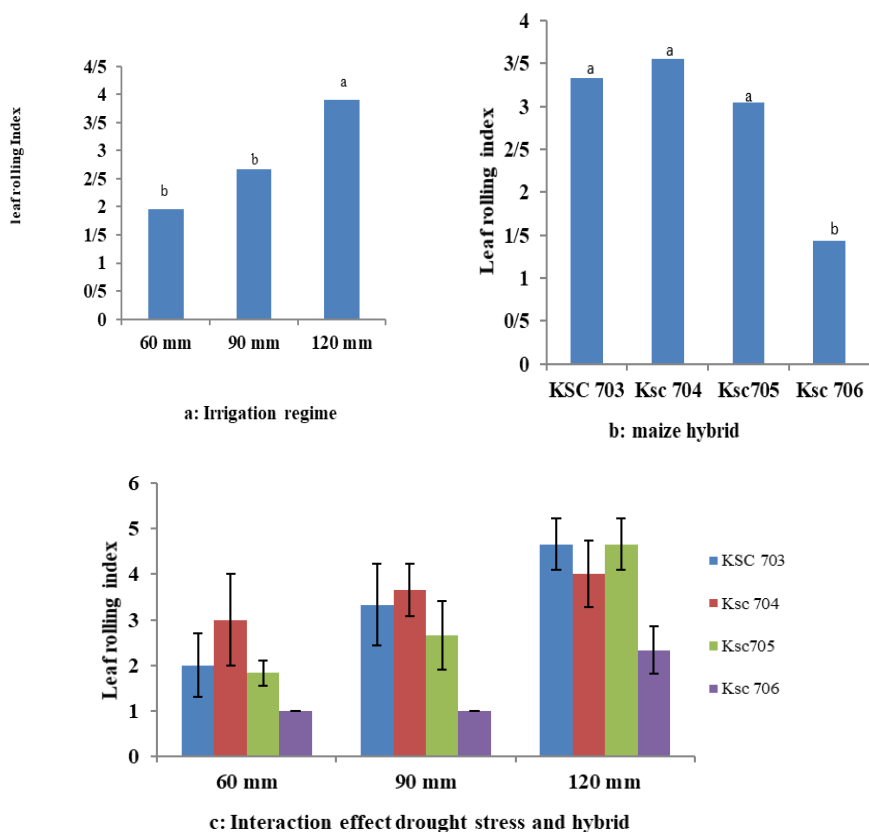 leaf rolling Index
4/5
4
3/5
3
2/5
2
1/5
1
0/5
0
b
b
a
60 mm 90 mm 120 mm
a: Irrigation regime
Leaf rolling index
4
3/5
3
2/5
2
1/5
1
0/5
0
a
a
a
b
KSC 703 Ksc 704 Ksc705 Ksc 706
b: maize hybrid
Leaf rolling index
6
5
4
3
2
1
0
60 mm 90 mm 120 mm
KSC 703
Ksc 704
Ksc705
Ksc 706
c: Interaction effect drought stress and hybrid